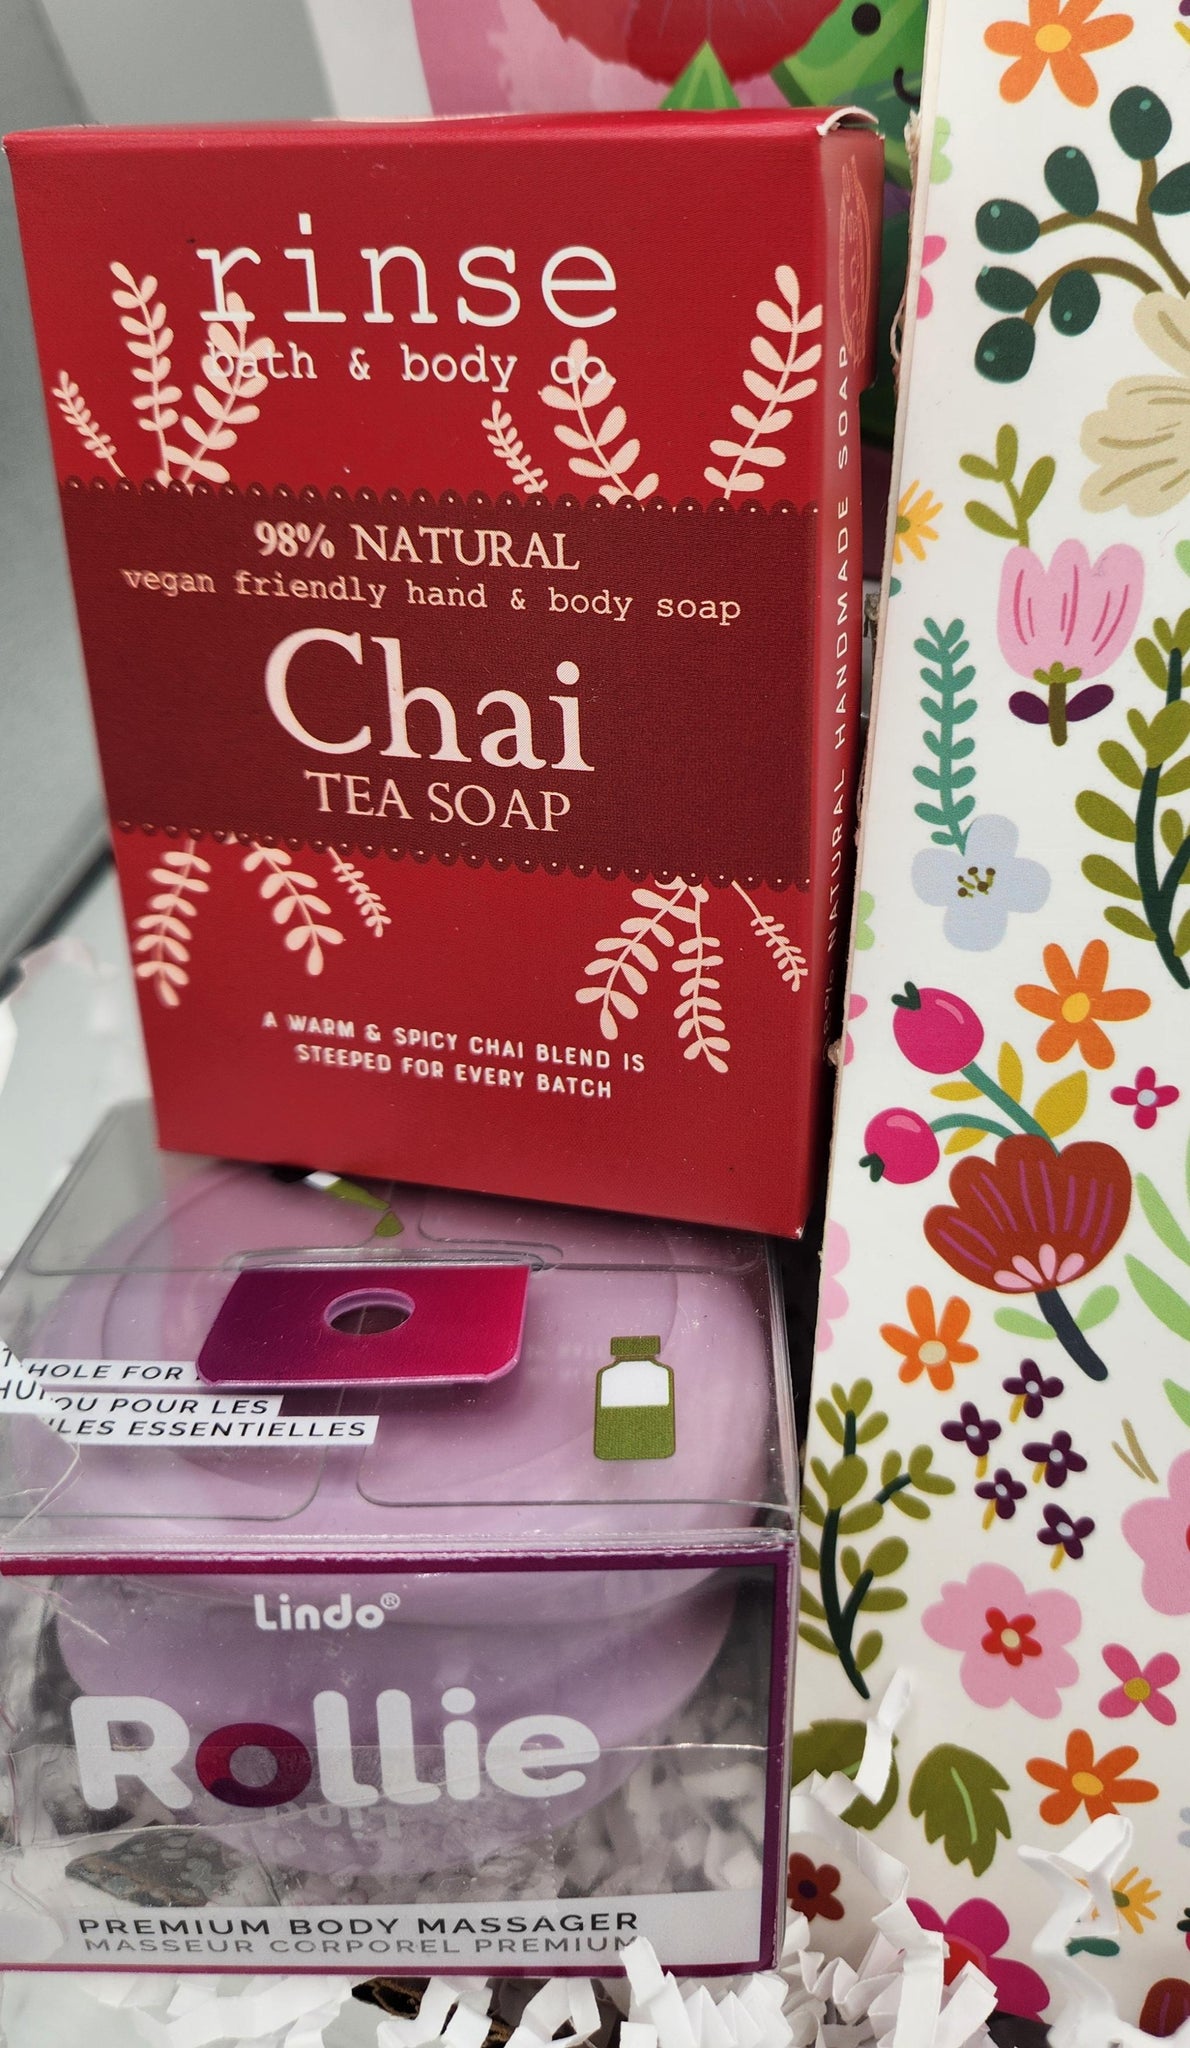 rinse
bath & body co.
98% NATURAL
vegan friendly hand & body soap
Chai
TEA SOAP
A WARM & SPICY CHAI BLEND IS
STEEPED FOR EVERY BATCH
NATURAL HANDMADE SOAP
HOLE FOR
POUR LES
ESSENTIELLES
Lindo®
Rollie
PREMIUM BODY MASSAGER
MASSEUR CORPOREL PREMIUM